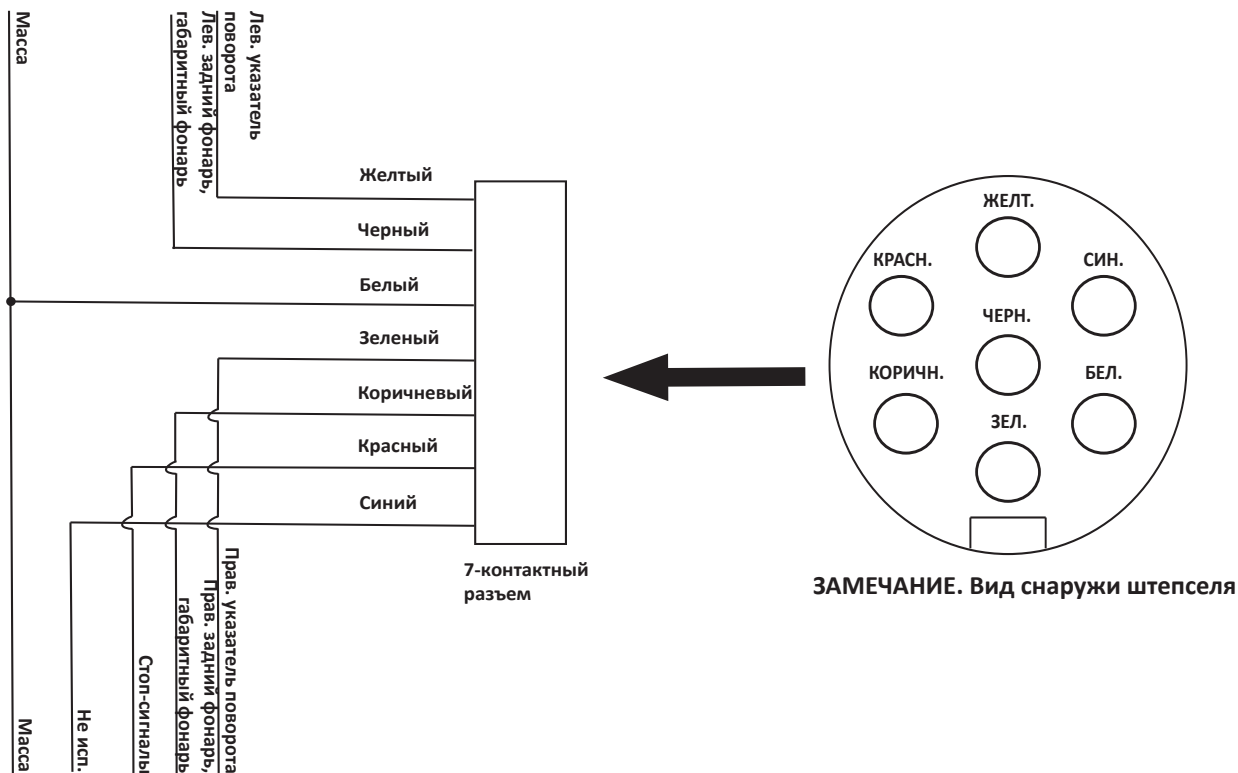 Масса
Лев. указатель
поворота
Лев. задний фонарь,
габаритный фонарь
Желтый
Черный
Белый
Зеленый
Коричневый
Красный
Синий
7-контактный
разъем
Прав. указатель поворота
Прав. задний фонарь,
габаритный фонарь
Стоп-сигналы
Не исп.
Масса
ЖЕЛТ.
КРАСН.
СИН.
ЧЕРН.
КОРИЧН.
БЕЛ.
ЗЕЛ.
ЗАМЕЧАНИЕ. Вид снаружи штепселя